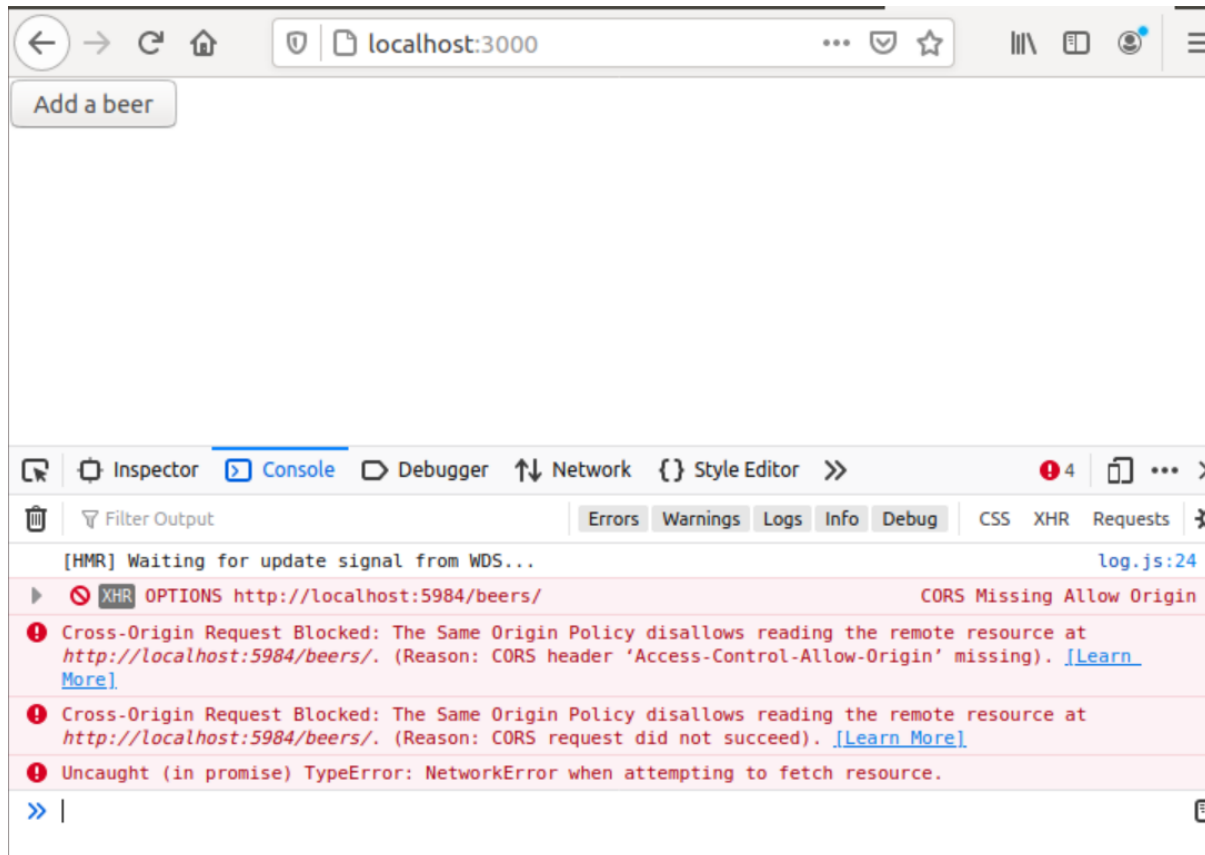 localhost:3000
Add a beer
Inspector Console Debugger Network {} Style Editor 4
Filter Output Errors Warnings Logs Info Debug CSS XHR Requests
[HMR] Waiting for update signal from WDS... log.js:24
XHR OPTIONS http://localhost:5984/beers/ CORS Missing Allow Origin
Cross-Origin Request Blocked: The Same Origin Policy disallows reading the remote resource at
http://localhost:5984/beers/. (Reason: CORS header ‘Access-Control-Allow-Origin’ missing). [Learn
More]
Cross-Origin Request Blocked: The Same Origin Policy disallows reading the remote resource at
http://localhost:5984/beers/. (Reason: CORS request did not succeed). [Learn More]
Uncaught (in promise) TypeError: NetworkError when attempting to fetch resource.